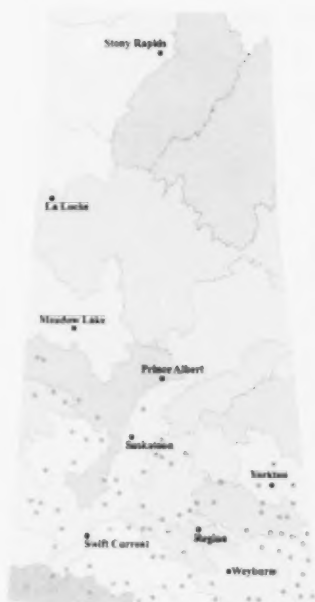 Stony Rapids
La Loche
Meadow Lake
Prince Albert
Saskatoon
Yorkton
Regina
Swift Current
Weyburn